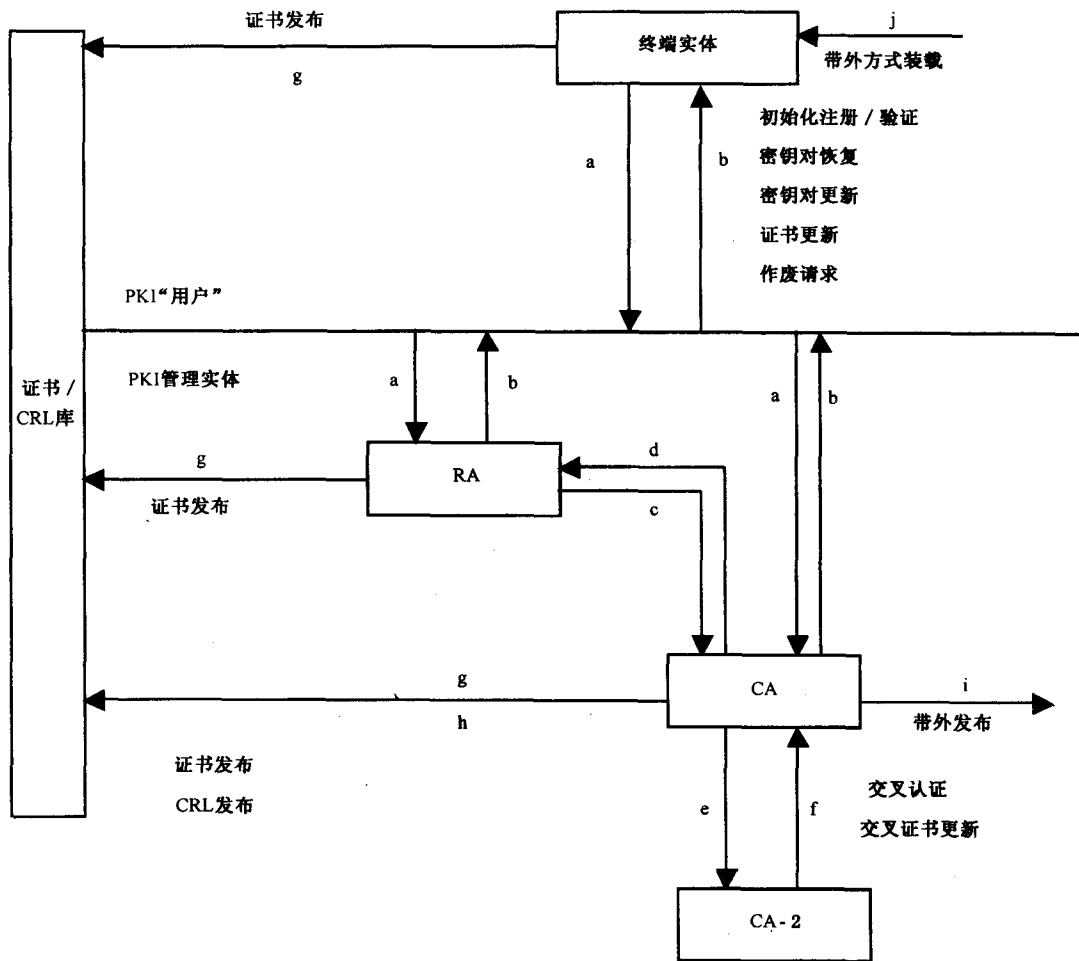 证书发布
g
终端实体
j
带外方式装载
a
b
初始化注册/验证
密钥对恢复
密钥对更新
证书更新
作废请求
PK1“用户”
PKI管理实体
证书/
CRL库
a
b
a
b
g
证书发布
RA
d
c
g
h
CA
i
带外发布
证书发布
CRL发布
e
f
交叉认证
交叉证书更新
CA-2